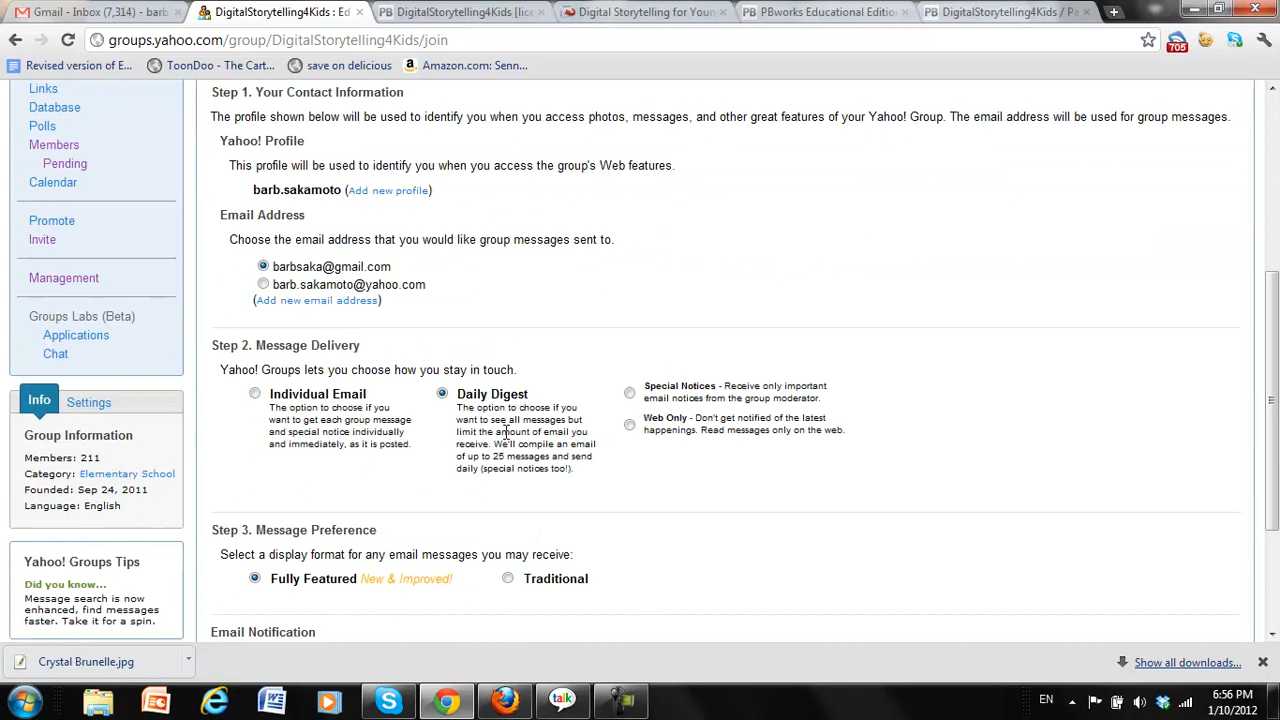 Gmail - Inbox (7,314) - barb
DigitalStorytelling4Kids : Ed
DigitalStorytelling4Kids [lice
Digital Storytelling for Your
PBworks Educational Edition
DigitalStorytelling4Kids / Pa
groups.yahoo.com/group/DigitalStorytelling4Kids/join
705
Revised version of E...
ToonDoo - The Cart...
save on delicious
Amazon.com: Senn...
Links
Database
Polls
Members
Pending
Calendar
Promote
Invite
Management
Groups Labs (Beta)
Applications
Chat
Info
Settings
Group Information
Members: 211
Category: Elementary School
Founded: Sep 24, 2011
Language: English
Yahoo! Groups Tips
Did you know...
Message search is now
enhanced, find messages
faster. Take it for a spin.
Step 1. Your Contact Information
The profile shown below will be used to identify you when you access photos, messages, and other great features of your Yahoo! Group. The email address will be used for group messages.
Yahoo! Profile
This profile will be used to identify you when you access the group's Web features.
barb.sakamoto (Add new profile)
Email Address
Choose the email address that you would like group messages sent to.
barbsaka@gmail.com
barb.sakamoto@yahoo.com
(Add new email address)
Step 2. Message Delivery
Yahoo! Groups lets you choose how you stay in touch.
Individual Email
The option to choose if you
want to get each group message
and special notice individually
and immediately, as it is posted.
Daily Digest
The option to choose if you
want to see all messages but
limit the amount of email you
receive. We'll compile an email
of up to 25 messages and send
daily (special notices too!).
Special Notices - Receive only important
email notices from the group moderator.
Web Only - Don't get notified of the latest
happenings. Read messages only on the web.
Step 3. Message Preference
Select a display format for any email messages you may receive:
Fully Featured New & Improved!
Traditional
Email Notification
Crystal Brunelle.jpg
Show all downloads...
talk
EN
6:56 PM
1/10/2012